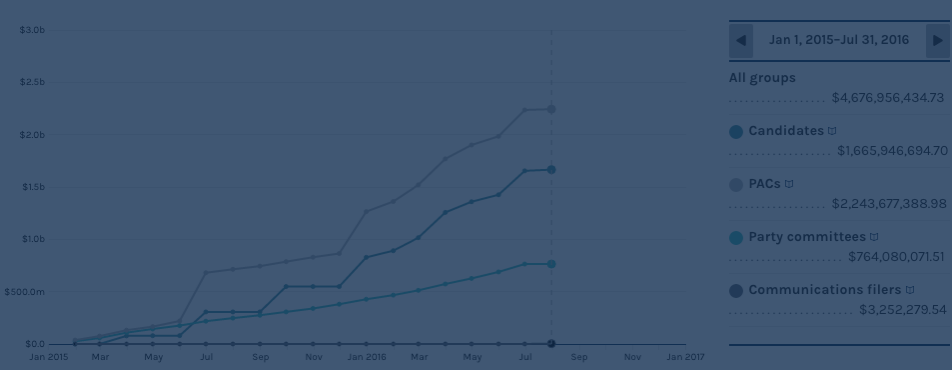 $3.0b
$2.5b
$2.0b
$1.5b
$1.0b
$500.0m
$0.0
Jan 2015 Mar May Jul Sep Nov Jan 2016 Mar May Jul Sep Nov Jan 2017
Jan 1, 2015–Jul 31, 2016
All groups
$4,676,956,434.73
Candidates
$1,665,946,694.70
PACs
$2,243,677,388.98
Party committees
$764,080,071.51
Communications filers
$3,252,279.54